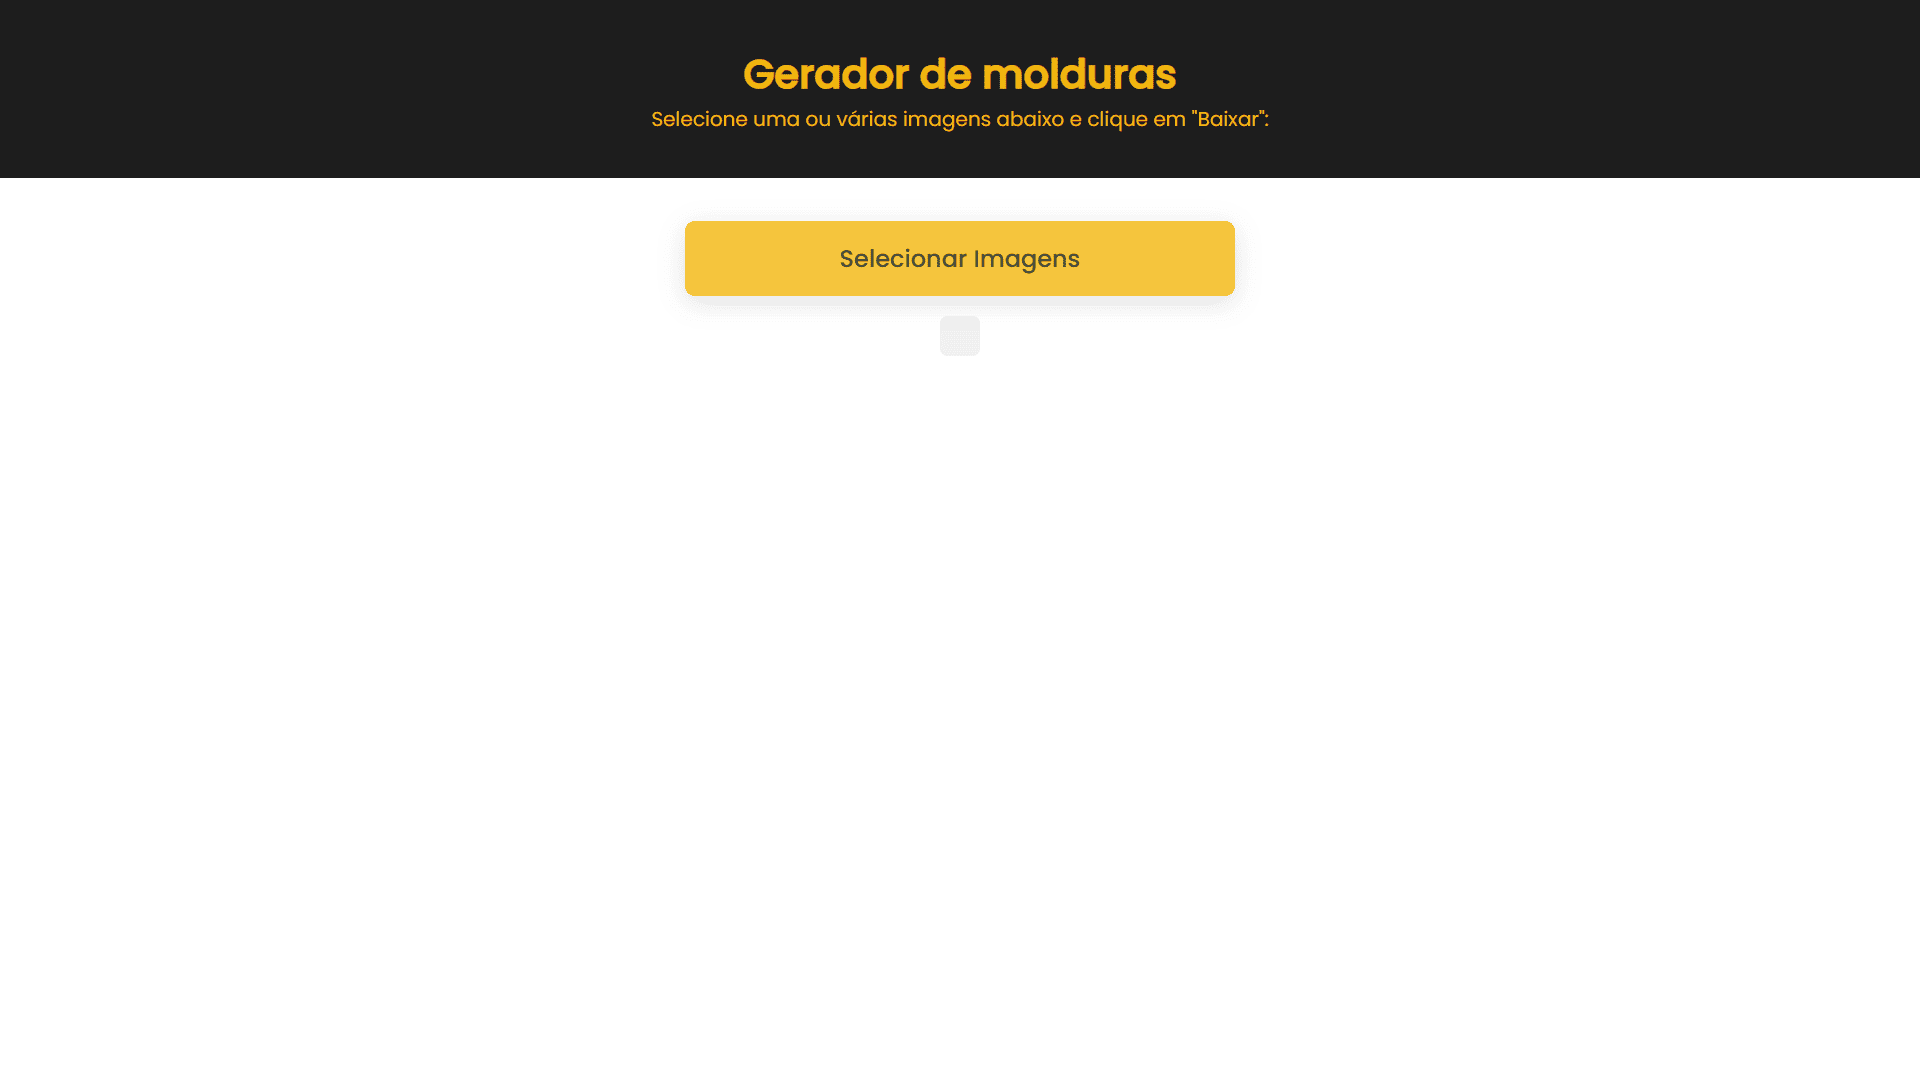 Gerador de molduras
Selecione uma ou várias imagens abaixo e clique em "Baixar":
Selecionar Imagens